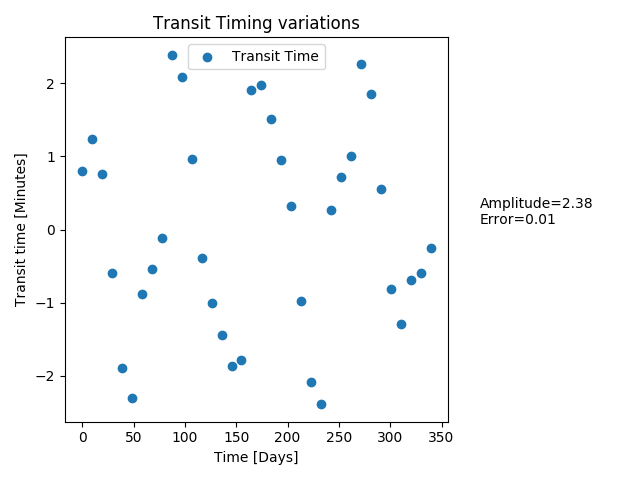 Transit Timing variations
Transit Time
Transit time [Minutes]
2
1
0
−1
−2
Amplitude=2.38
Error=0.01
0 50 100 150 200 250 300 350
Time [Days]